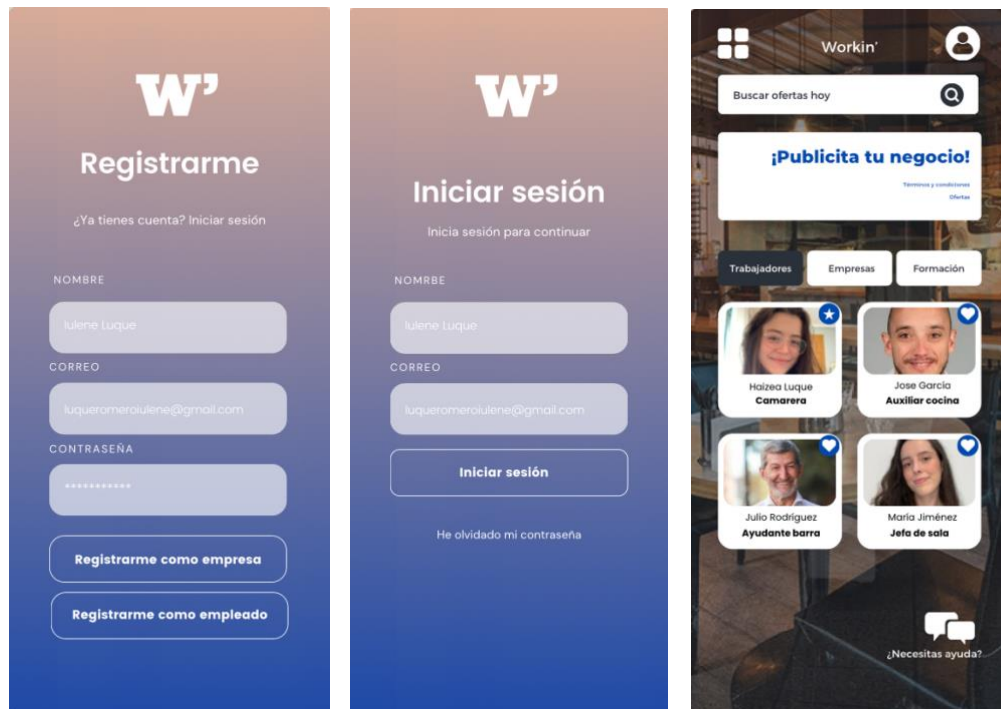 W’
Registrarme
¿Ya tienes cuenta? Iniciar sesión
NOMBRE
Iulene Luque
CORREO
luqueromeroiulene@gmail.com
CONTRASEÑA
***********
Registrarme como empresa
Registrarme como empleado
W’
Iniciar sesión
Inicia sesión para continuar
NOMRBE
Iulene Luque
CORREO
luqueromeroiulene@gmail.com
Iniciar sesión
He olvidado mi contraseña
Workin’
Buscar ofertas hoy
¡Publicita tu negocio!
Términos y condiciones
Ofertas
Trabajadores Empresas Formación
Haizea Luque
Camarera
Jose García
Auxiliar cocina
Julio Rodríguez
Ayudante barra
María Jiménez
Jefa de sala
¿Necesitas ayuda?